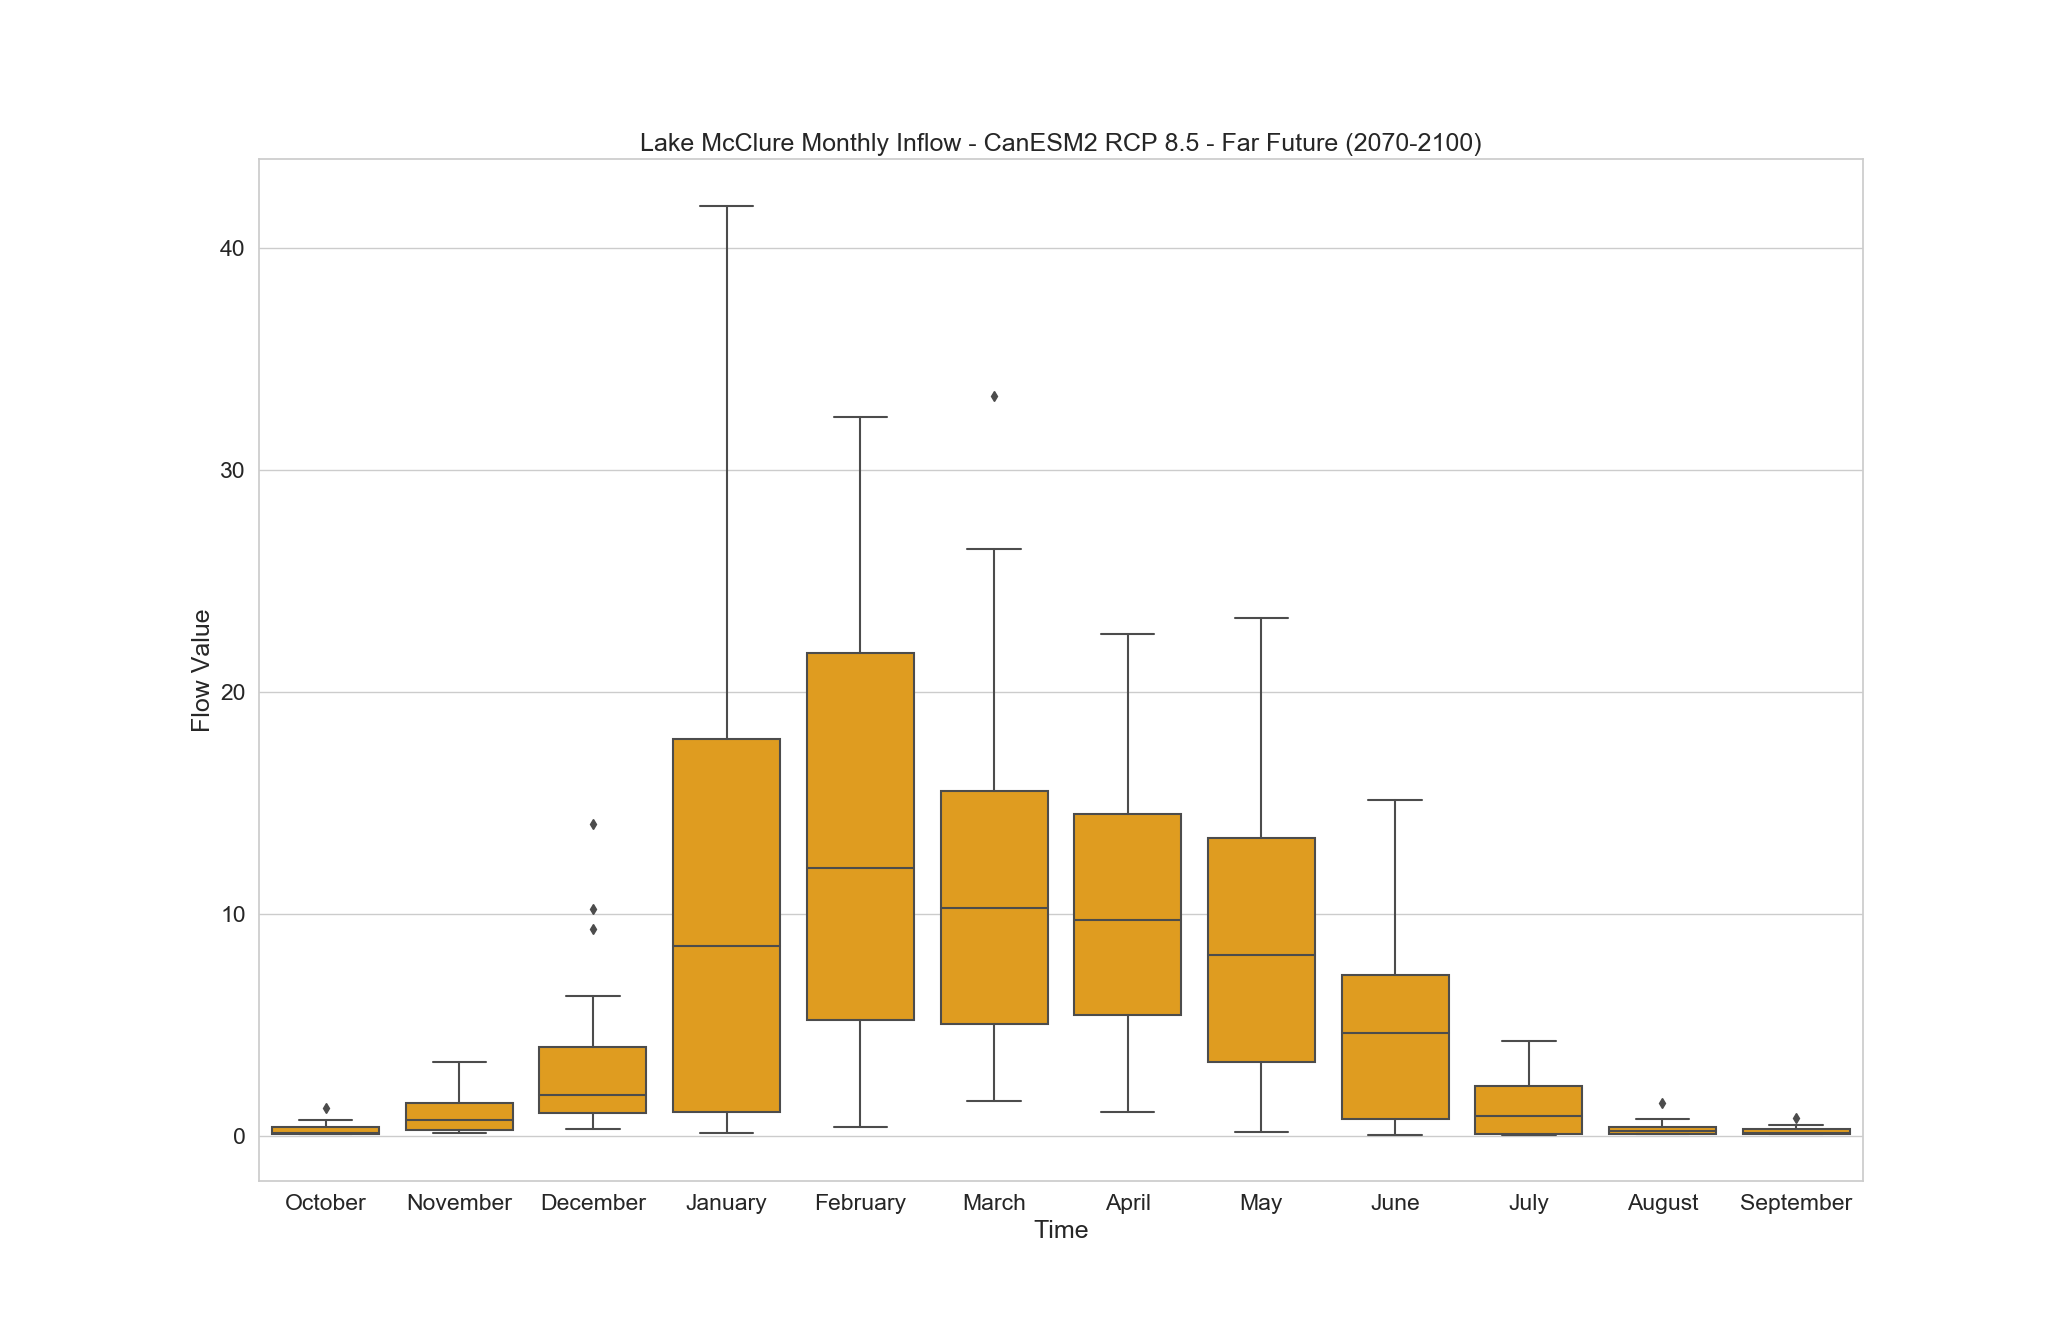 Lake McClure Monthly Inflow - CanESM2 RCP 8.5 - Far Future (2070-2100)
40
30
20
10
0
Flow Value
October November December January February March April May June July August September
Time